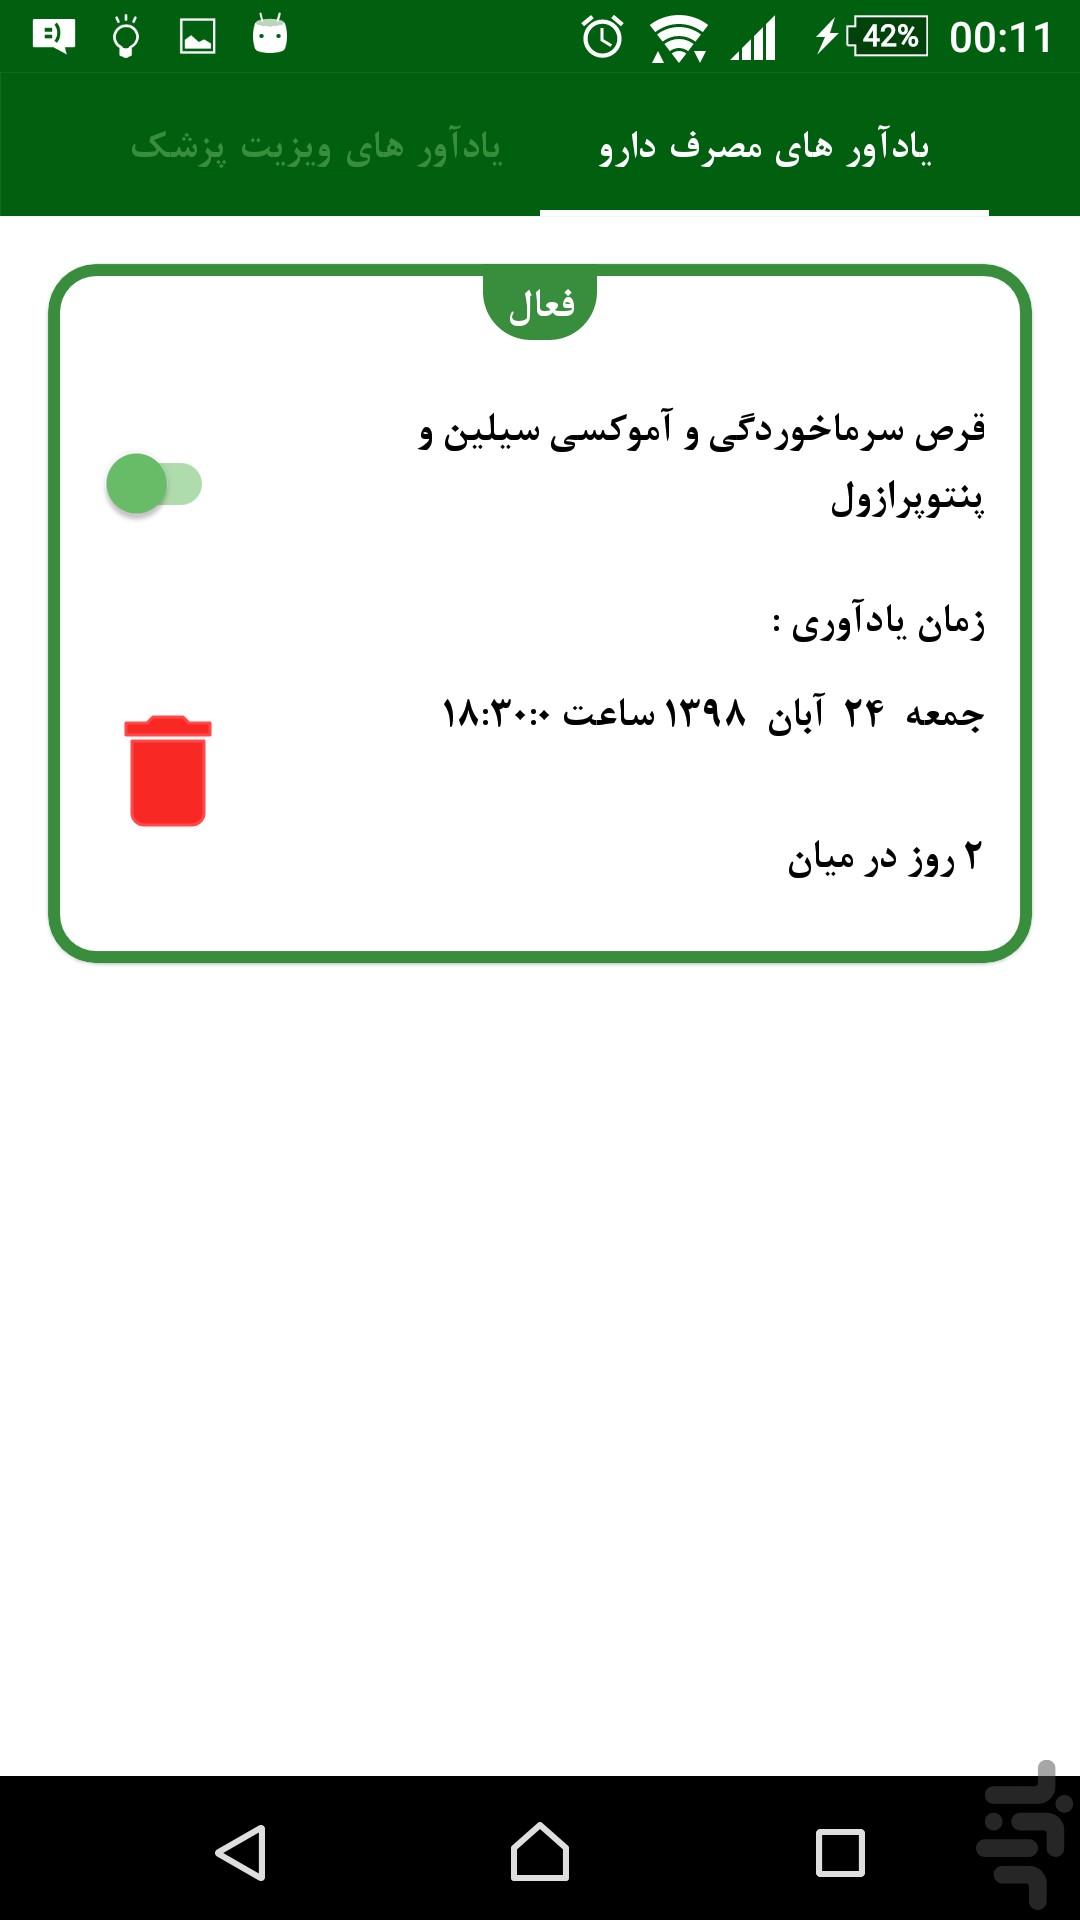 42% 00:11
یادآور های مصرف دارو
یادآور های ویزیت پزشک
فعال
قرص سرماخوردگی و آموکسی سیلین و
پنتوپرازول
زمان یادآوری :
جمعه ۲۴ آبان ۱۳۹۸ ساعت ۱۸:۳۰:۰
۲ روز در میان
بازار